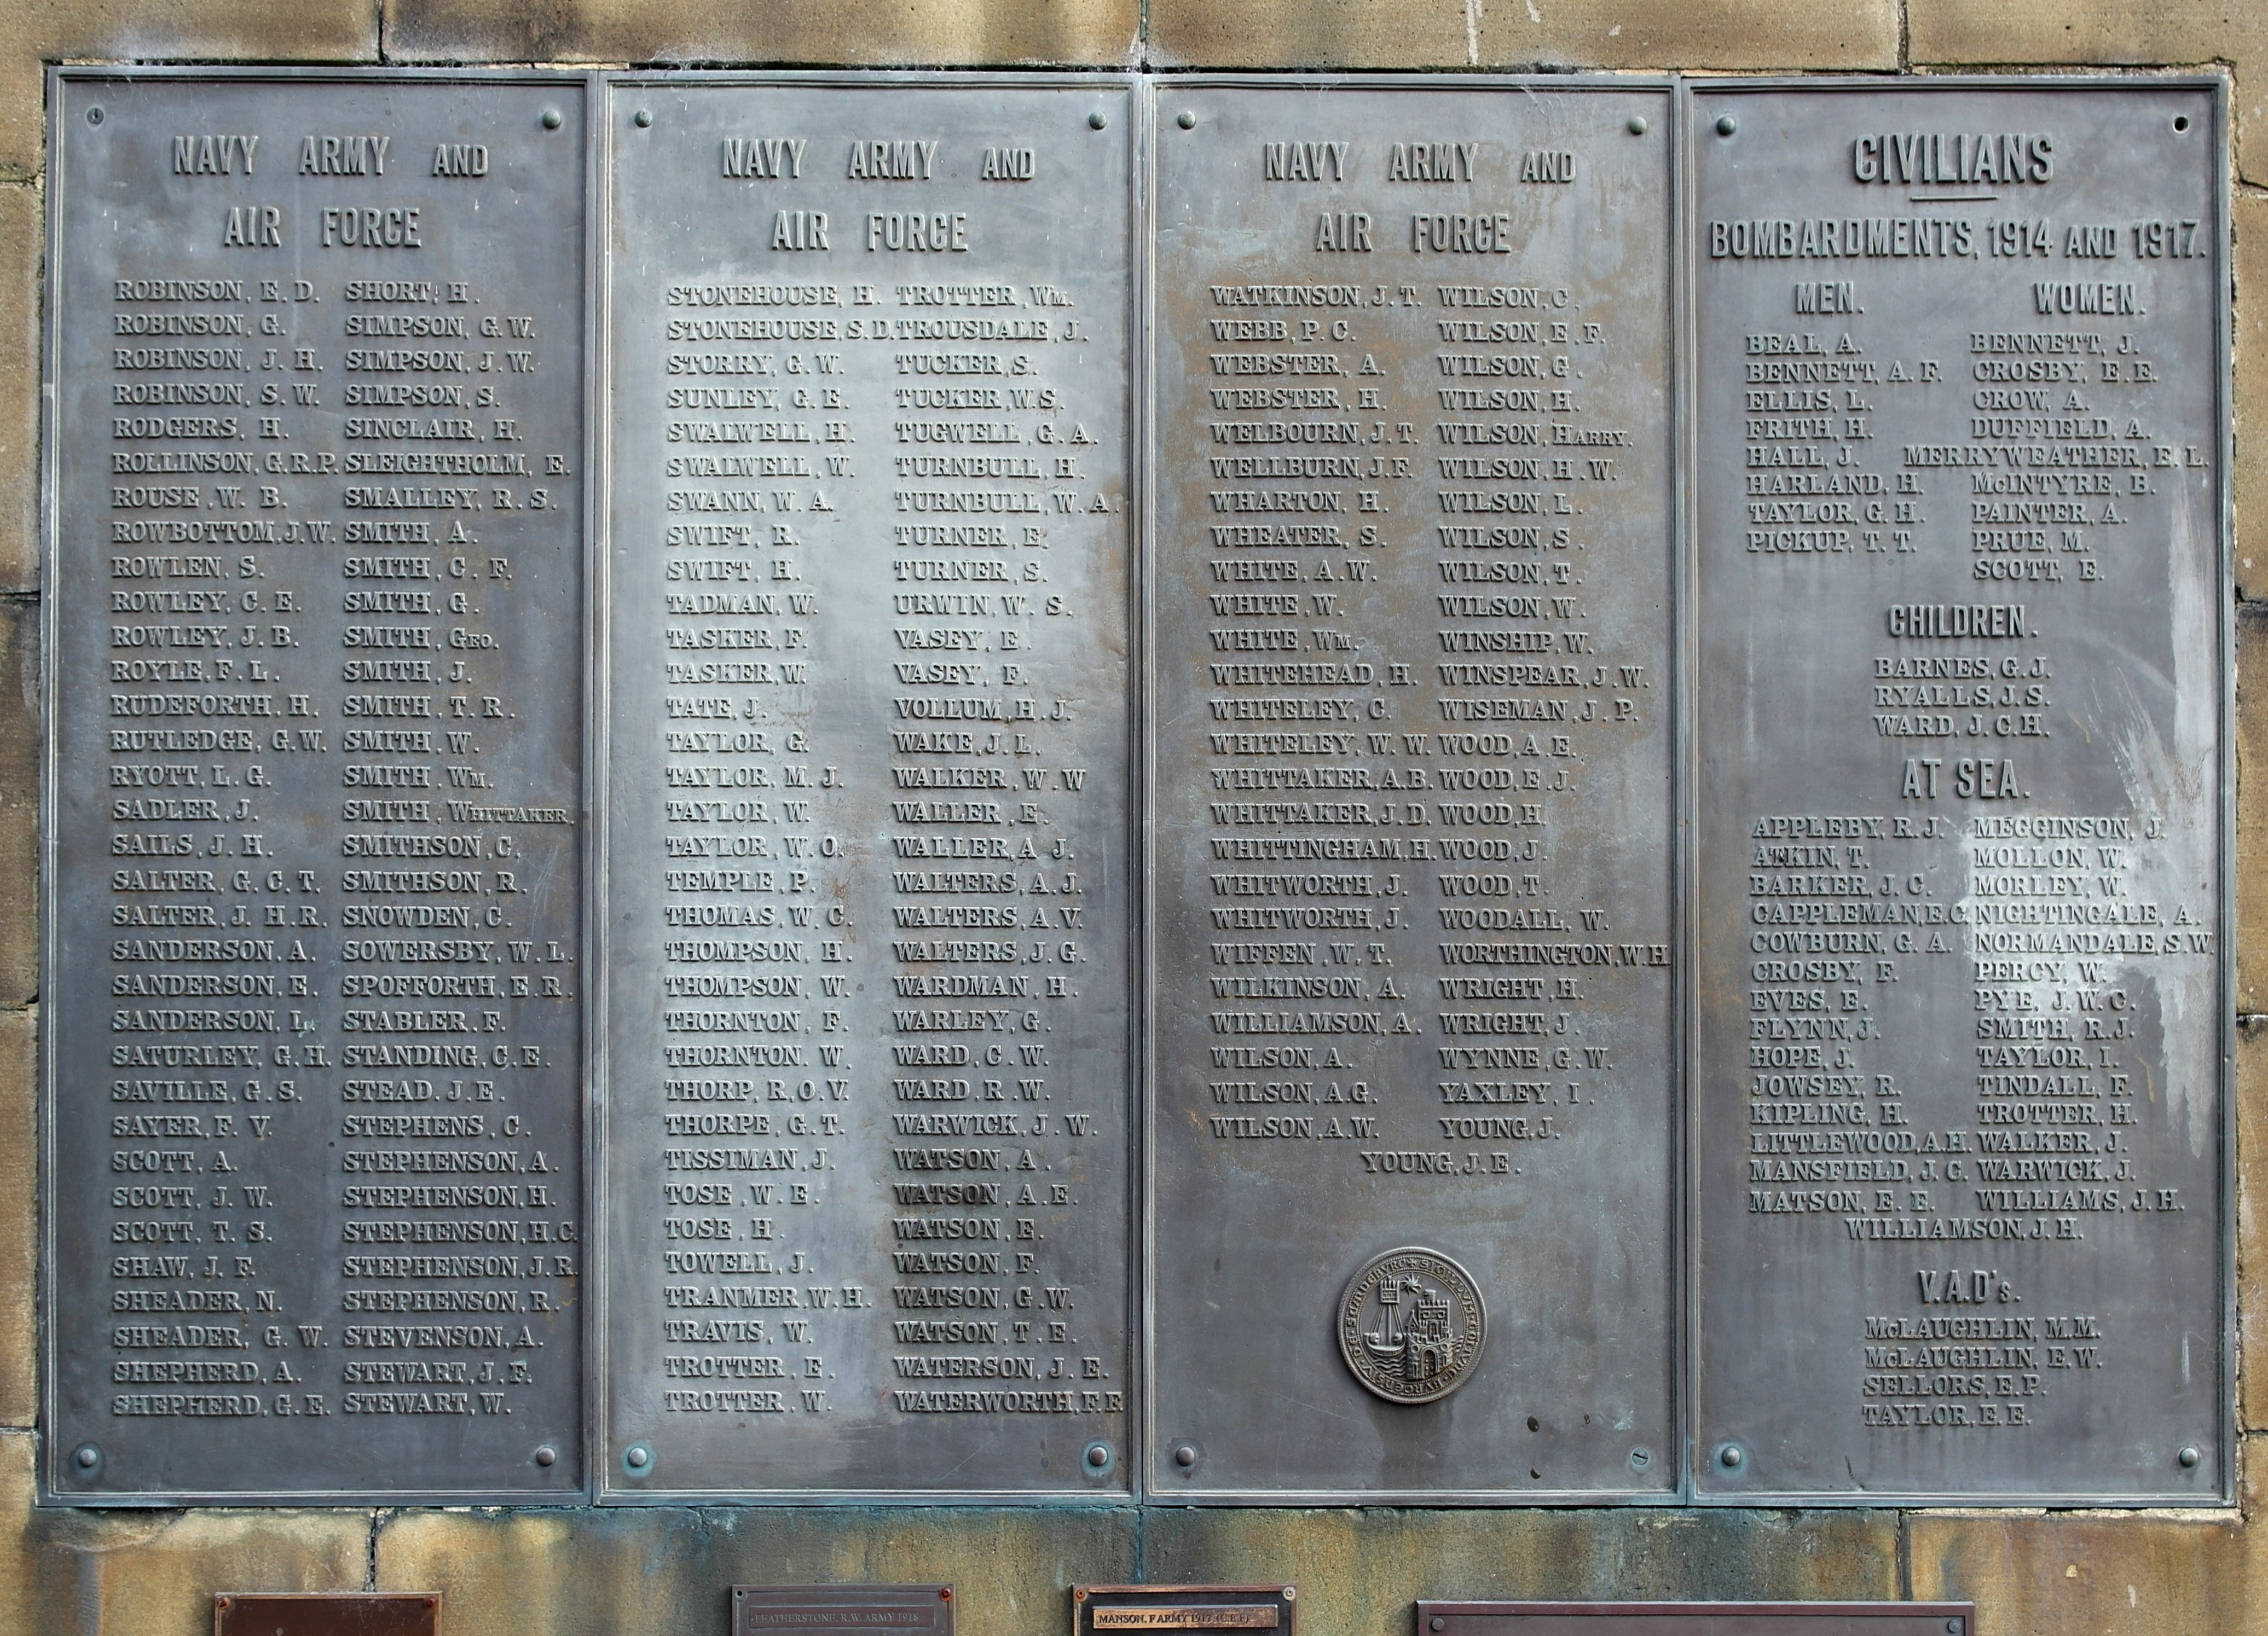 NAVY ARMY AND
AIR FORCE
ROBINSON, E. D.
ROBINSON, G.
ROBINSON, J. H.
ROBINSON, S. W.
RODGERS, H.
ROLLINSON, G.R.P.
ROUSE, W. B.
ROWBOTTOM, J.W.
ROWLEN, S.
ROWLEY, C. E.
ROWLEY, J. B.
ROYLE, F. L.
RUDEFORTH, H.
RUTLEDGE, G.W.
RYOTT, L. G.
SADLER, J.
SAILS, J. H.
SALTER, G. C. T.
SALTER, J. H. R.
SANDERSON, A.
SANDERSON, E.
SANDERSON, L.
SATURLEY, G. H.
SAVILLE, G. S.
SAYER, F. V.
SCOTT, A.
SCOTT, J. W.
SCOTT, T. S.
SHAW, J. F.
SHEADER, N.
SHEADER, G. W.
SHEPHERD, A.
SHEPHERD, G. E.
SHORT, H.
SIMPSON, G. W.
SIMPSON, J. W.
SIMPSON, S.
SINCLAIR, H.
SLEIGHTHOLM, E.
SMALLEY, R. S.
SMITH, A.
SMITH, C. F.
SMITH, G.
SMITH, GEO.
SMITH, J.
SMITH, T. R.
SMITH, W.
SMITH, WM.
SMITH, WHITTAKER.
SMITHSON, C.
SMITHSON, R.
SNOWDEN, C.
SOWERSBY, W. L.
SPOFFORTH, E. R.
STABLER, F.
STANDING, C. E.
STEAD, J. E.
STEPHENS, C.
STEPHENSON, A.
STEPHENSON, H.
STEPHENSON, H.C.
STEPHENSON, J.R.
STEPHENSON, R.
STEVENSON, A.
STEWART, J. F.
STEWART, W.
NAVY ARMY AND
AIR FORCE
STONEHOUSE, H.
STONEHOUSE, S. D.
STORRY, G. W.
SUNLEY, G. E.
SWALWELL, H.
SWALWELL, W.
SWANN, W. A.
SWIFT, R.
SWIFT, H.
TADMAN, W.
TASKER, F.
TASKER, W.
TATE, J.
TAYLOR, G.
TAYLOR, M. J.
TAYLOR, W.
TAYLOR, W. O.
TEMPLE, P.
THOMAS, W. C.
THOMPSON, H.
THOMPSON, W.
THORNTON, F.
THORNTON, W.
THORP, R. O. V.
THORPE, G. T.
TISSIMAN, J.
TOSE, W. E.
TOSE, H.
TOWELL, J.
TRANMER, W. H.
TRAVIS, W.
TROTTER, E.
TROTTER, W.
TROTTER, WM.
TROUSDALE, J.
TUCKER, S.
TUCKER, W.S.
TUGWELL, G. A.
TURNBULL, H.
TURNBULL, W. A.
TURNER, E.
TURNER, S.
URWIN, W. S.
VASEY, E.
VASEY, F.
VOLLUM, H. J.
WAKE, J. L.
WALKER, W. W
WALLER, E.
WALLER, A J.
WALTERS, A. J.
WALTERS, A. V.
WALTERS, J. G.
WARDMAN, H.
WARLEY, G.
WARD, C. W.
WARD, R. W.
WARWICK, J. W.
WATSON, A.
WATSON, A. E.
WATSON, E.
WATSON, F.
WATSON, G. W.
WATSON, T. E.
WATERSON, J. E.
WATERWORTH, F.F.
NAVY ARMY AND
AIR FORCE
WATKINSON, J. T.
WEBB, P. C.
WEBSTER, A.
WEBSTER, H.
WELBOURN, J. T.
WELLBURN, J.F.
WHARTON, H.
WHEATER, S.
WHITE, A. W.
WHITE, W.
WHITE, WM.
WHITEHEAD, H.
WHITELEY, C.
WHITELEY, W. W.
WHITTAKER, A.B.
WHITTAKER, J. D.
WHITTINGHAM, H.
WHITWORTH, J.
WHITWORTH, J.
WIFFEN, W. T.
WILKINSON, A.
WILLIAMSON, A.
WILSON, A.
WILSON, A.G.
WILSON, A.W.
WILSON, C.
WILSON, E. F.
WILSON, G.
WILSON, H.
WILSON, HARRY.
WILSON, H. W.
WILSON, L.
WILSON, S.
WILSON, T.
WILSON, W.
WINSHIP, W.
WINSPEAR, J. W.
WISEMAN, J. P.
WOOD, A. E.
WOOD, E. J.
WOOD, H.
WOOD, J.
WOOD, T.
WOODALL, W.
WORTHINGTON, W. H
WRIGHT, H.
WRIGHT, J.
WYNNE, G. W.
YAXLEY, I.
YOUNG, J.
YOUNG, J. E.
CIVILIANS
BOMBARDMENTS, 1914 AND 1917.
MEN.
BEAL, A.
BENNETT, A. F.
ELLIS, L.
FRITH, H.
HALL, J.
HARLAND, H.
TAYLOR, G. H.
PICKUP, T. T.
WOMEN.
BENNETT, J.
CROSBY, E. E.
CROW, A.
DUFFIELD, A.
MERRYWEATHER, E. L.
McINTYRE, B.
PAINTER, A.
PRUE, M.
SCOTT, E.
CHILDREN.
BARNES, G. J.
RYALLS, J. S.
WARD, J. C. H.
AT SEA.
APPLEBY, R. J.
ATKIN, T.
BARKER, J. C.
CAPPLEMAN, E.C.
COWBURN, G. A.
CROSBY, F.
EVES, E.
FLYNN, J.
HOPE, J.
JOWSEY, R.
KIPLING, H.
LITTLEWOOD, A.H.
MANSFIELD, J. C.
MATSON, E. E.
MEGGINSON, J.
MOLLON, W.
MORLEY, W.
NIGHTINGALE, A.
NORMANDALE, S.W.
PERCY, W.
PYE, J. W. C.
SMITH, R. J.
TAYLOR, I.
TINDALL, F.
TROTTER, H.
WALKER, J.
WARWICK, J.
WILLIAMS, J. H.
WILLIAMSON, J. H.
V.A.D's.
McLAUGHLIN, M.M.
McLAUGHLIN, E.W.
SELLORS, E. P.
TAYLOR, E. E.
FEATHERSTONE, R.W. ARMY 1918
MANSON, F ARMY 1917 (C.E.F)